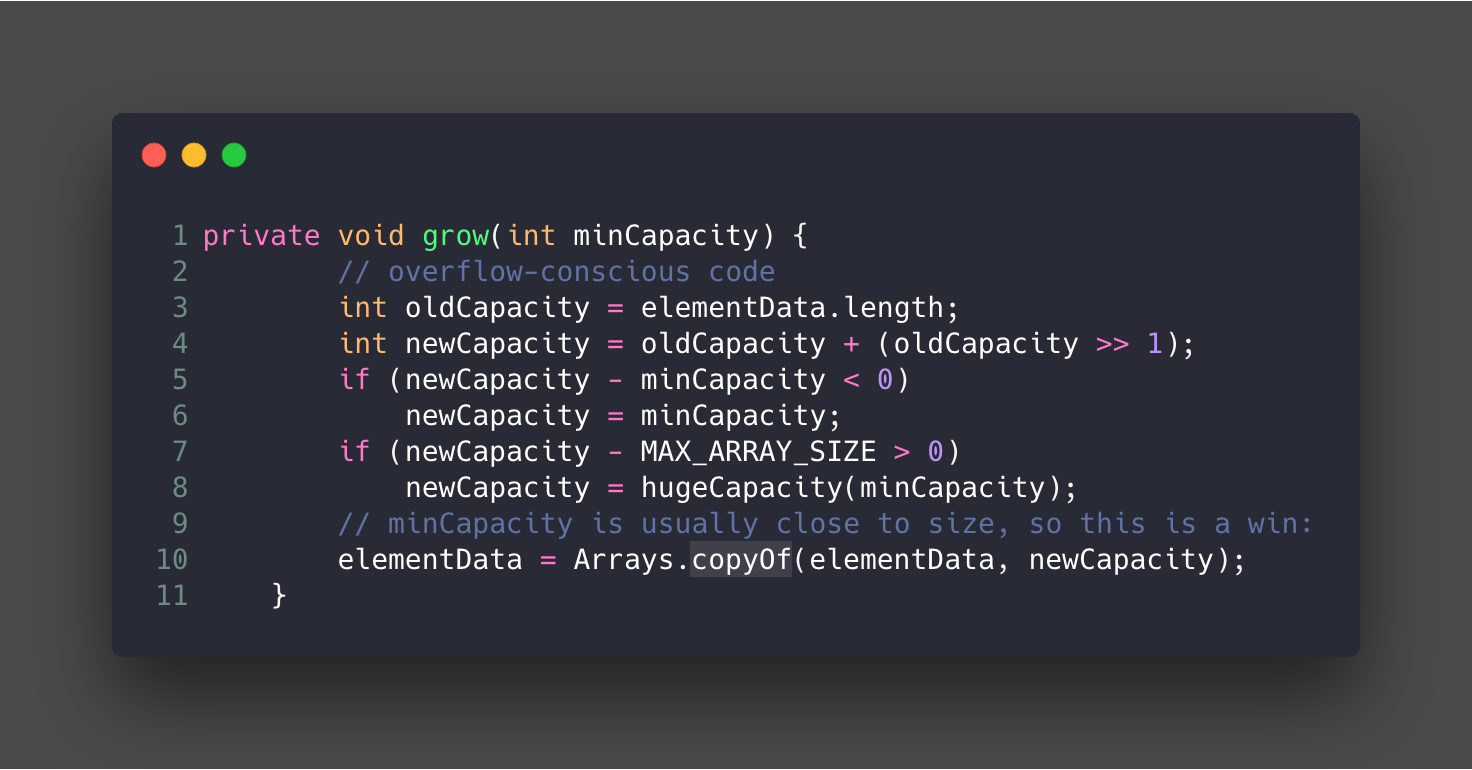 1 private void grow(int minCapacity) {
2         // overflow-conscious code
3         int oldCapacity = elementData.length;
4         int newCapacity = oldCapacity + (oldCapacity >> 1);
5         if (newCapacity - minCapacity < 0)
6             newCapacity = minCapacity;
7         if (newCapacity - MAX_ARRAY_SIZE > 0)
8             newCapacity = hugeCapacity(minCapacity);
9         // minCapacity is usually close to size, so this is a win:
10         elementData = Arrays.copyOf(elementData, newCapacity);
11     }